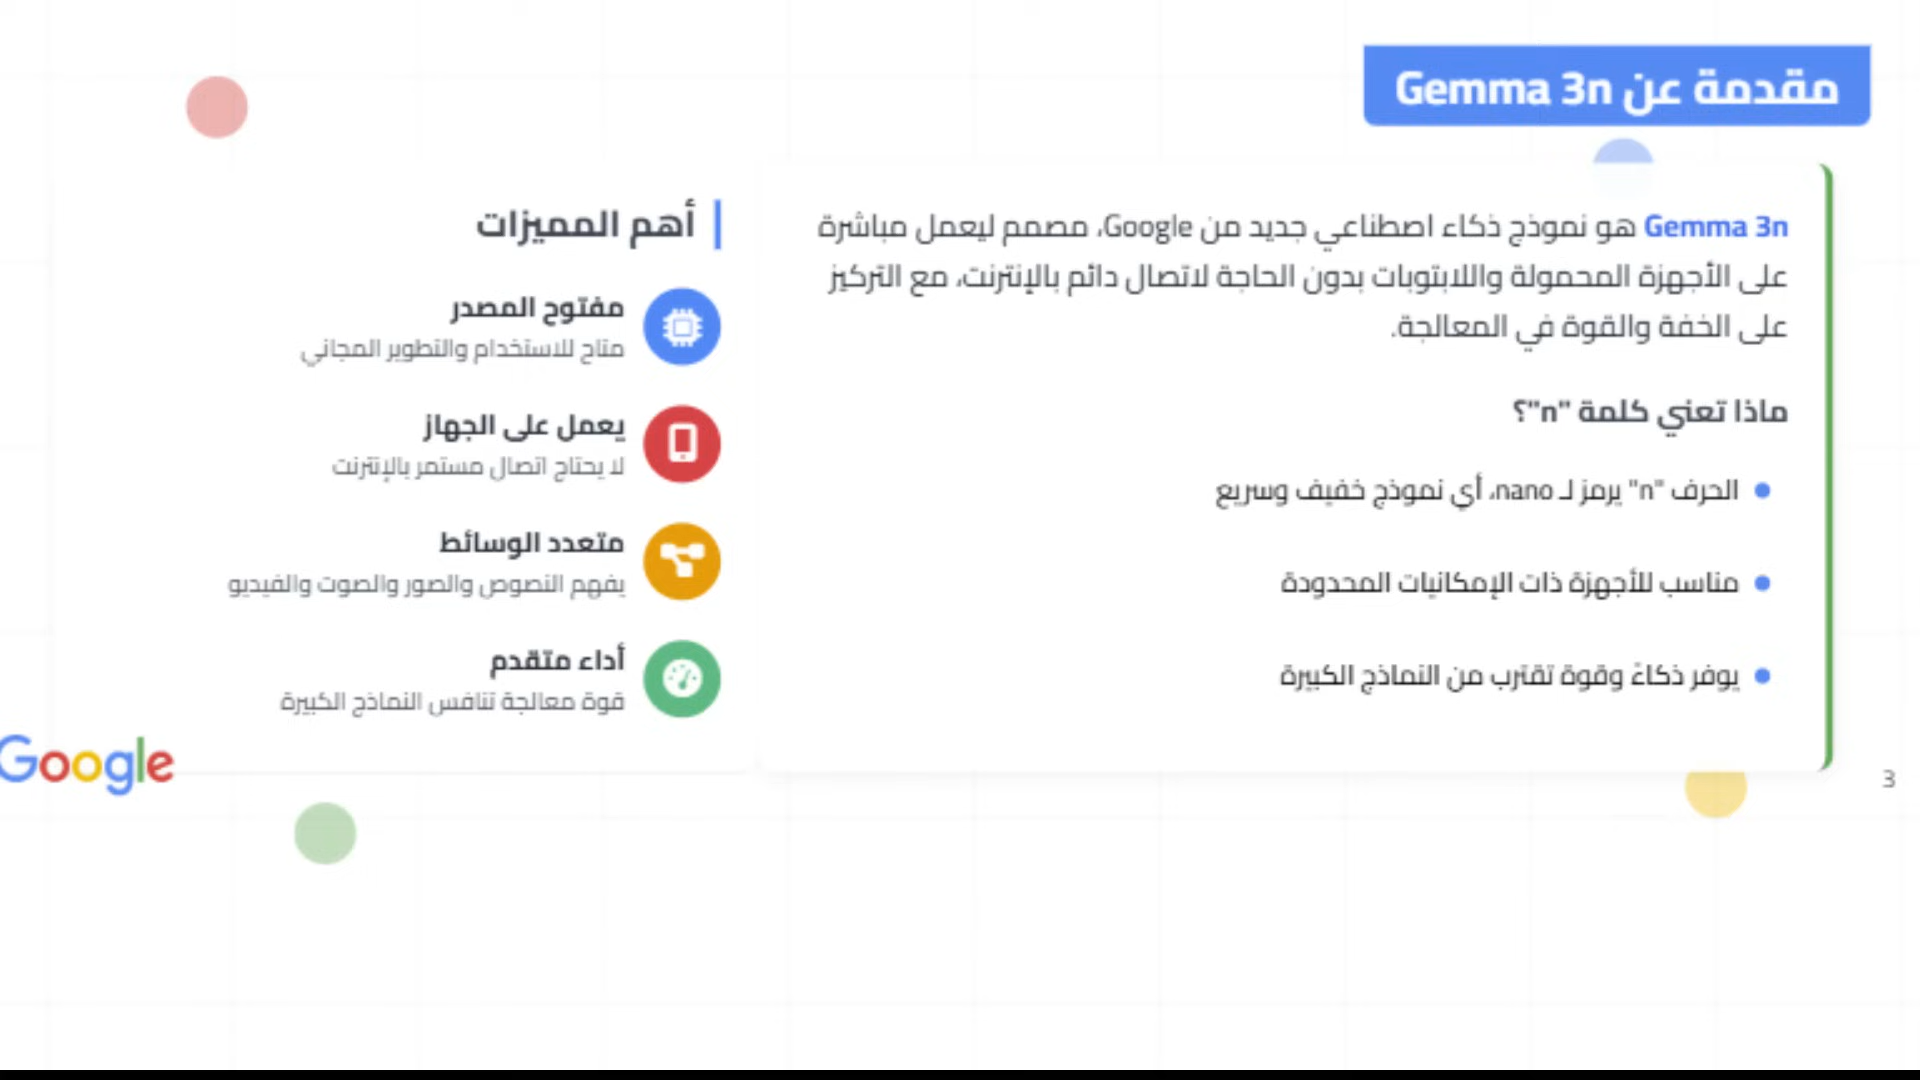 مقدمة عن Gemma 3n
Gemma 3n هو نموذج ذكاء اصطناعي جديد من Google، مصمم ليعمل مباشرة
على الأجهزة المحمولة واللابتوبات بدون الحاجة لاتصال دائم بالإنترنت، مع التركيز
على الخفة والقوة في المعالجة.
ماذا تعني كلمة "n"؟
الحرف "n" يرمز لـ nano، أي نموذج خفيف وسريع
مناسب للأجهزة ذات الإمكانيات المحدودة
يوفر ذكاءً وقوة تقترب من النماذج الكبيرة
أهم المميزات
مفتوح المصدر
متاح للاستخدام والتطوير المجاني
يعمل على الجهاز
لا يحتاج اتصال مستمر بالإنترنت
متعدد الوسائط
يفهم النصوص والصور والصوت والفيديو
أداء متقدم
قوة معالجة تنافس النماذج الكبيرة
Google
3